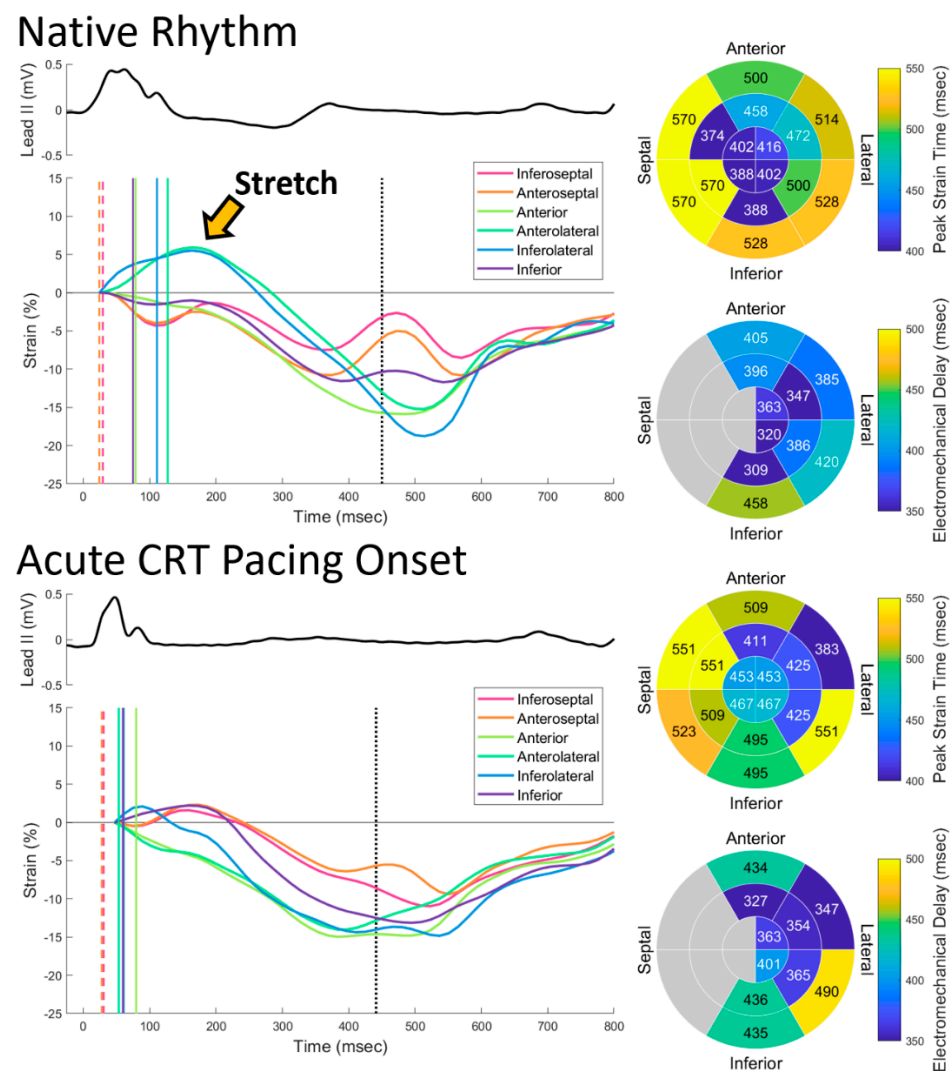 Native Rhythm
Lead II (mV)
0.5
0
-0.5
Stretch
Strain (%)
15
10
5
0
-5
-10
-15
-20
-25
0 100 200 300 400 500 600 700 800
Time (msec)
Inferoseptal
Anteroseptal
Anterior
Anterolateral
Inferolateral
Inferior
Anterior
Septal
Lateral
Inferior
500
570 458 514
374 472
402 416
388 402
570 500
570 388 528
528
550
500
450
400
Peak Strain Time (msec)
Anterior
Septal
Lateral
Inferior
405
396 385
347
363
320
386
309 420
458
500
450
400
350
Electromechanical Delay (msec)
Acute CRT Pacing Onset
Lead II (mV)
0.5
0
-0.5
Strain (%)
15
10
5
0
-5
-10
-15
-20
-25
0 100 200 300 400 500 600 700 800
Time (msec)
Inferoseptal
Anteroseptal
Anterior
Anterolateral
Inferolateral
Inferior
Anterior
Septal
Lateral
Inferior
509
551 411 383
551 425
453 453
467 467
509 425
523 495 551
495
550
500
450
400
Peak Strain Time (msec)
Anterior
Septal
Lateral
Inferior
434
327 347
354
363
401
365
436 490
435
500
450
400
350
Electromechanical Delay (msec)